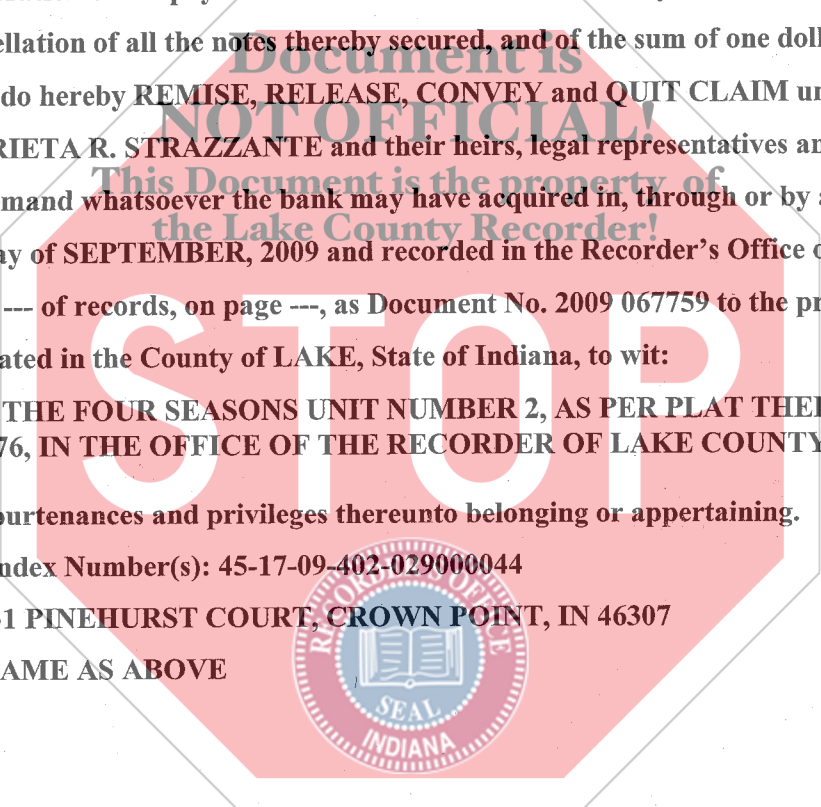 ellation of all the notes thereby secured, and of the sum of one doll
Document is
do hereby REMISE, RELEASE, CONVEY and QUIT CLAIM un
NOT OFFICIAL!
RIETA R. STRAZZANTE and their heirs, legal representatives an
This Document is the property of
mand whatsoever the bank may have acquired in, through or by a
the Lake County Recorder!
ay of SEPTEMBER, 2009 and recorded in the Recorder's Office o
--- of records, on page ---, as Document No. 2009 067759 to the pr
ated in the County of LAKE, State of Indiana, to wit:
STOP
THE FOUR SEASONS UNIT NUMBER 2, AS PER PLAT THE
76, IN THE OFFICE OF THE RECORDER OF LAKE COUNTY
purtenances and privileges thereunto belonging or appertaining.
ndex Number(s): 45-17-09-402-029000044
1 PINEHURST COURT, CROWN POINT, IN 46307
AME AS ABOVE
RECORDER'S OFFICE
SEAL
INDIANA